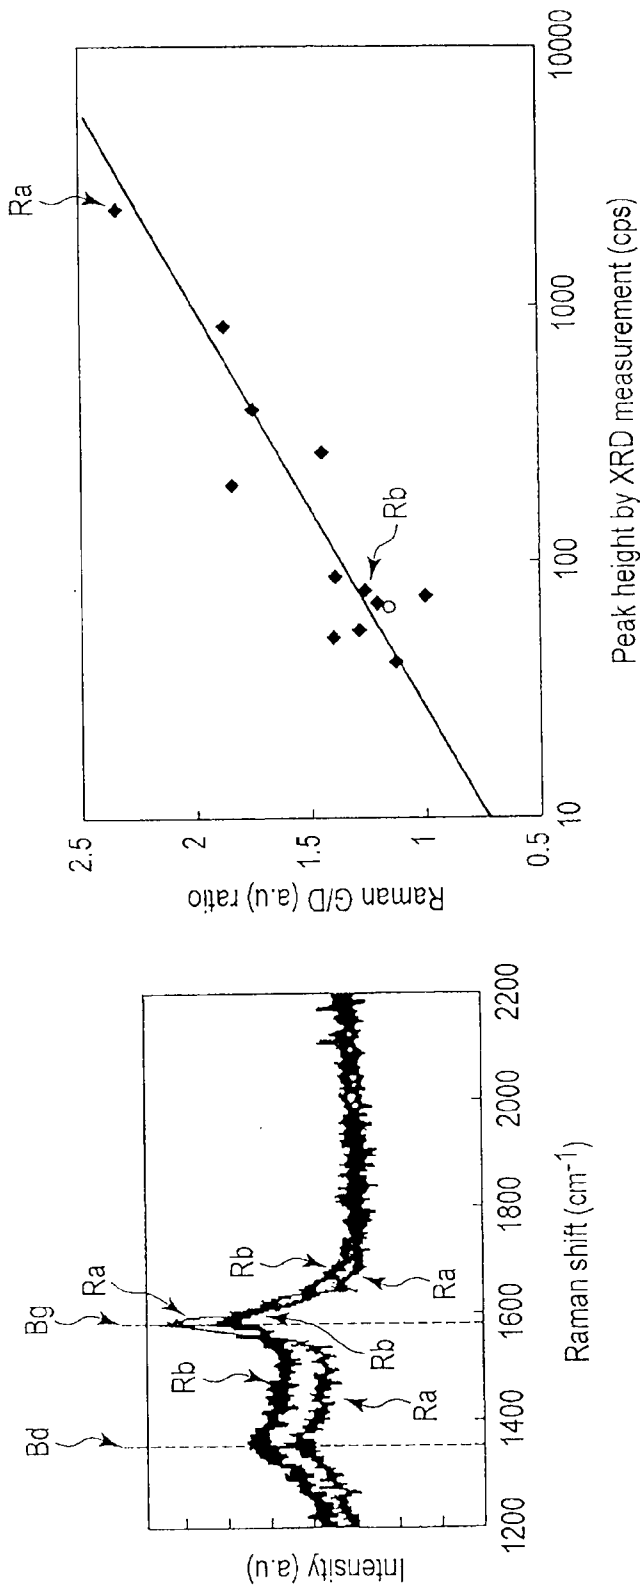 Intensity (a.u)
Bd
Bg
Ra
Rb
Rb
Rb
Ra
Ra
1200
1400
1600
1800
2000
2200
Raman shift (cm⁻¹)
Raman G/D (a.u) ratio
2.5
2
1.5
1
0.5
Ra
Rb
10
100
1000
10000
Peak height by XRD measurement (cps)